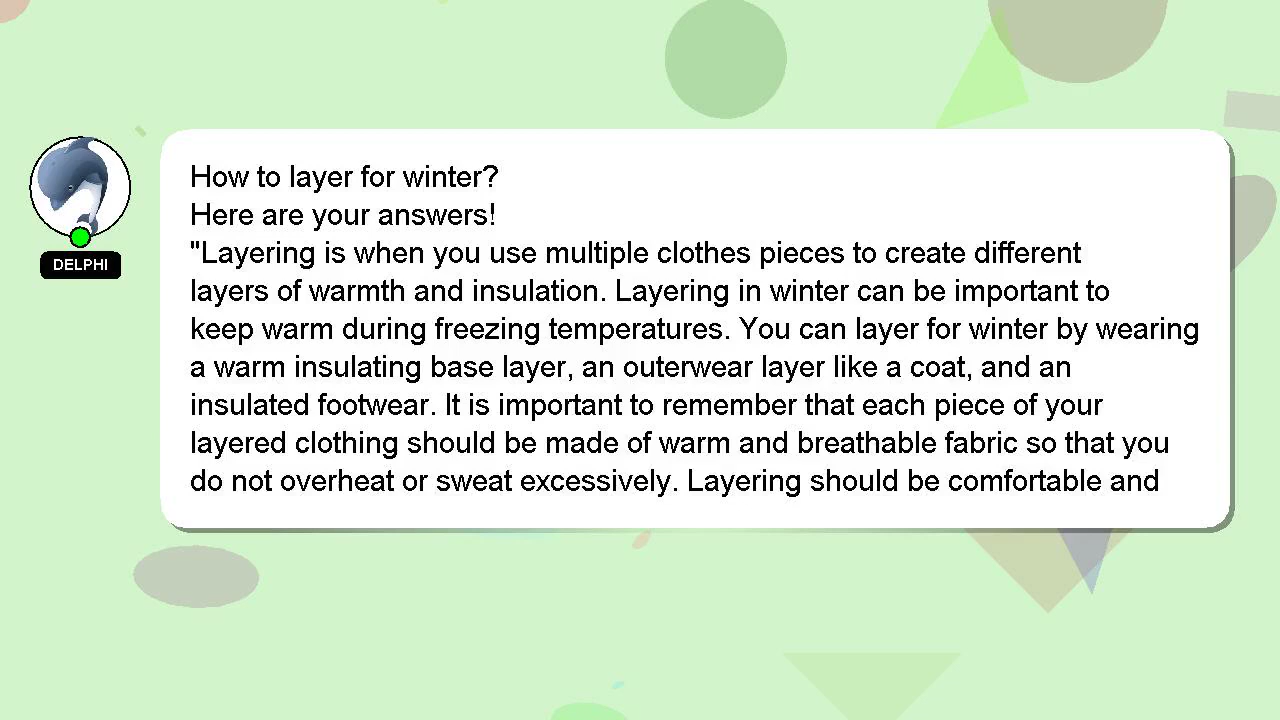 How to layer for winter?
Here are your answers!
"Layering is when you use multiple clothes pieces to create different
layers of warmth and insulation. Layering in winter can be important to
keep warm during freezing temperatures. You can layer for winter by wearing
a warm insulating base layer, an outerwear layer like a coat, and an
insulated footwear. It is important to remember that each piece of your
layered clothing should be made of warm and breathable fabric so that you
do not overheat or sweat excessively. Layering should be comfortable and
DELPHI